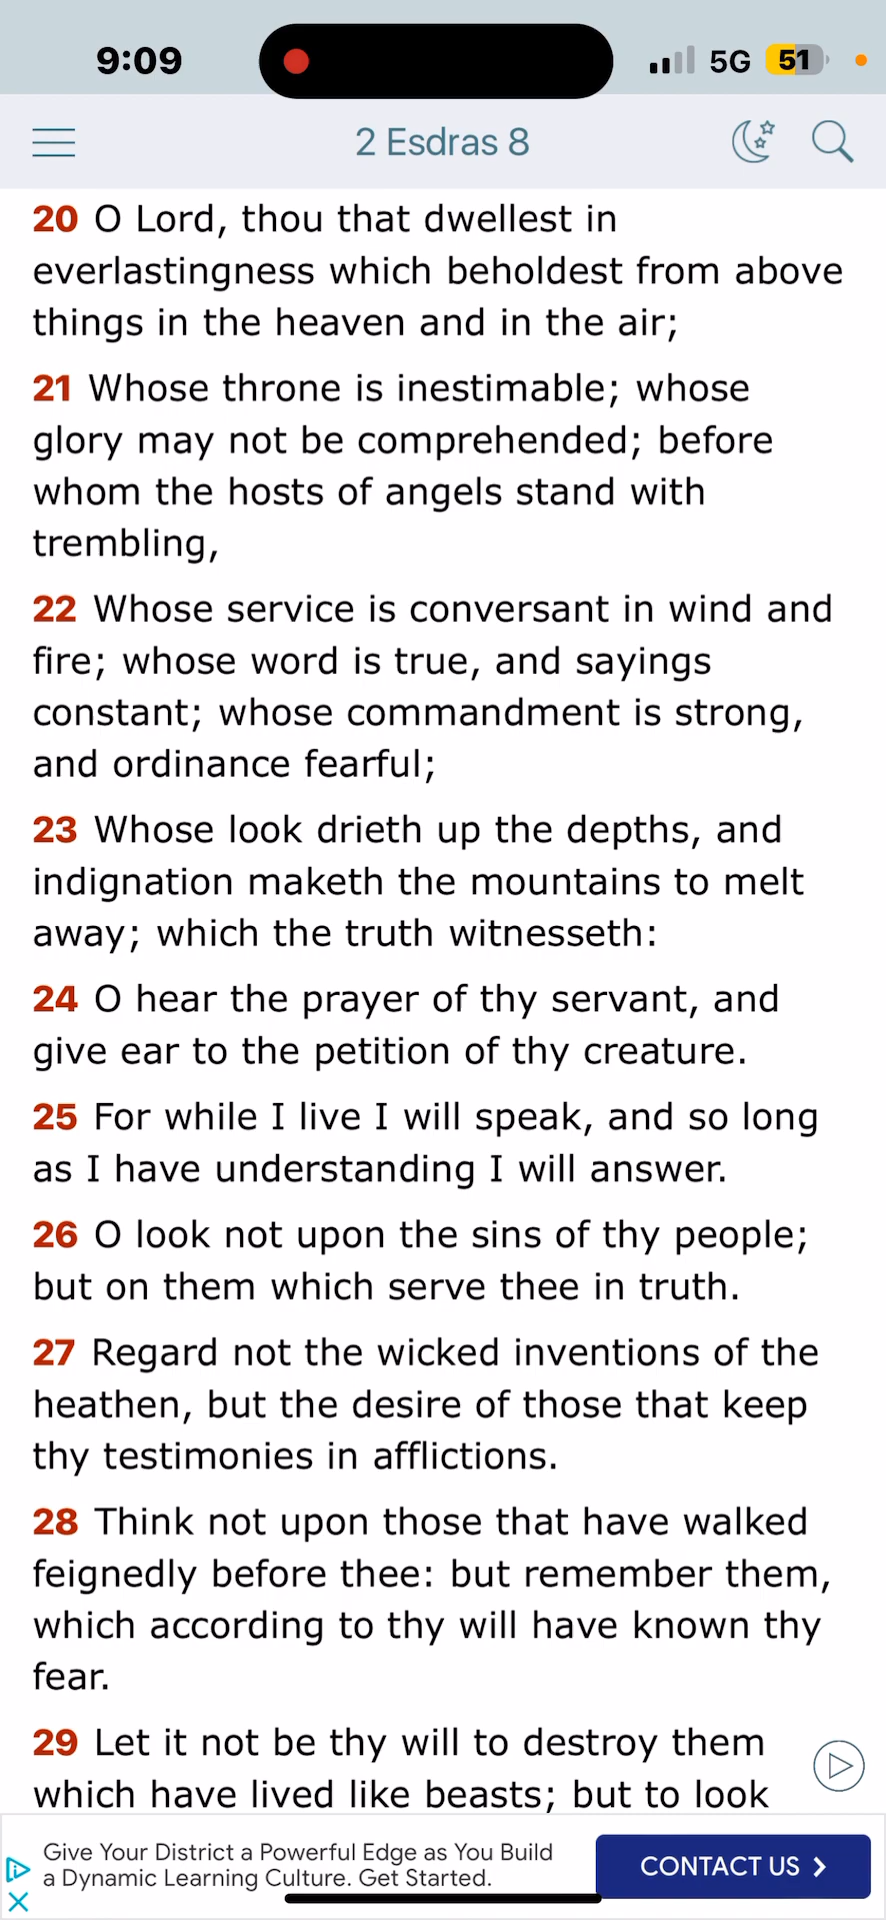 9:09
5G 51
2 Esdras 8
20 O Lord, thou that dwellest in
everlastingness which beholdest from above
things in the heaven and in the air;
21 Whose throne is inestimable; whose
glory may not be comprehended; before
whom the hosts of angels stand with
trembling,
22 Whose service is conversant in wind and
fire; whose word is true, and sayings
constant; whose commandment is strong,
and ordinance fearful;
23 Whose look drieth up the depths, and
indignation maketh the mountains to melt
away; which the truth witnesseth:
24 O hear the prayer of thy servant, and
give ear to the petition of thy creature.
25 For while I live I will speak, and so long
as I have understanding I will answer.
26 O look not upon the sins of thy people;
but on them which serve thee in truth.
27 Regard not the wicked inventions of the
heathen, but the desire of those that keep
thy testimonies in afflictions.
28 Think not upon those that have walked
feignedly before thee: but remember them,
which according to thy will have known thy
fear.
29 Let it not be thy will to destroy them
which have lived like beasts; but to look
Give Your District a Powerful Edge as You Build
a Dynamic Learning Culture. Get Started.
CONTACT US